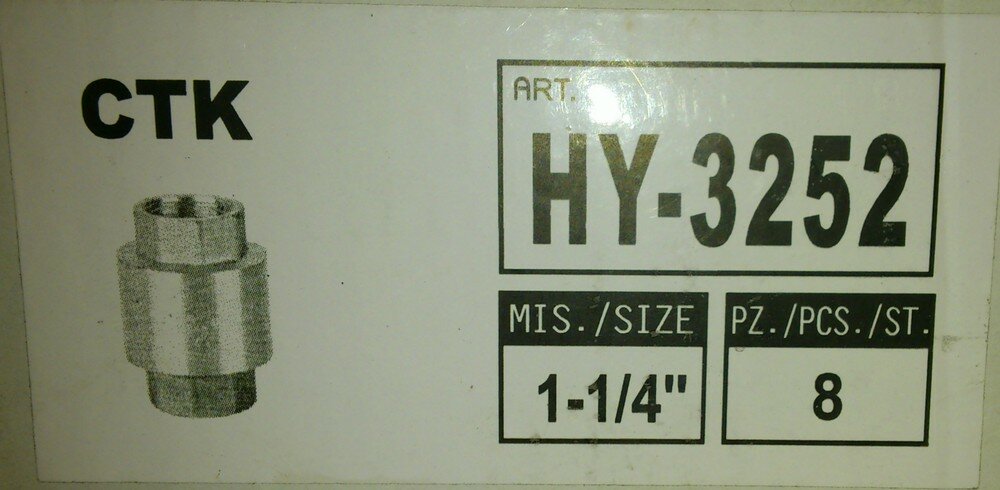 CTK
ART.
HY-3252
MIS./SIZE
1-1/4"
PZ./PCS./ST.
8